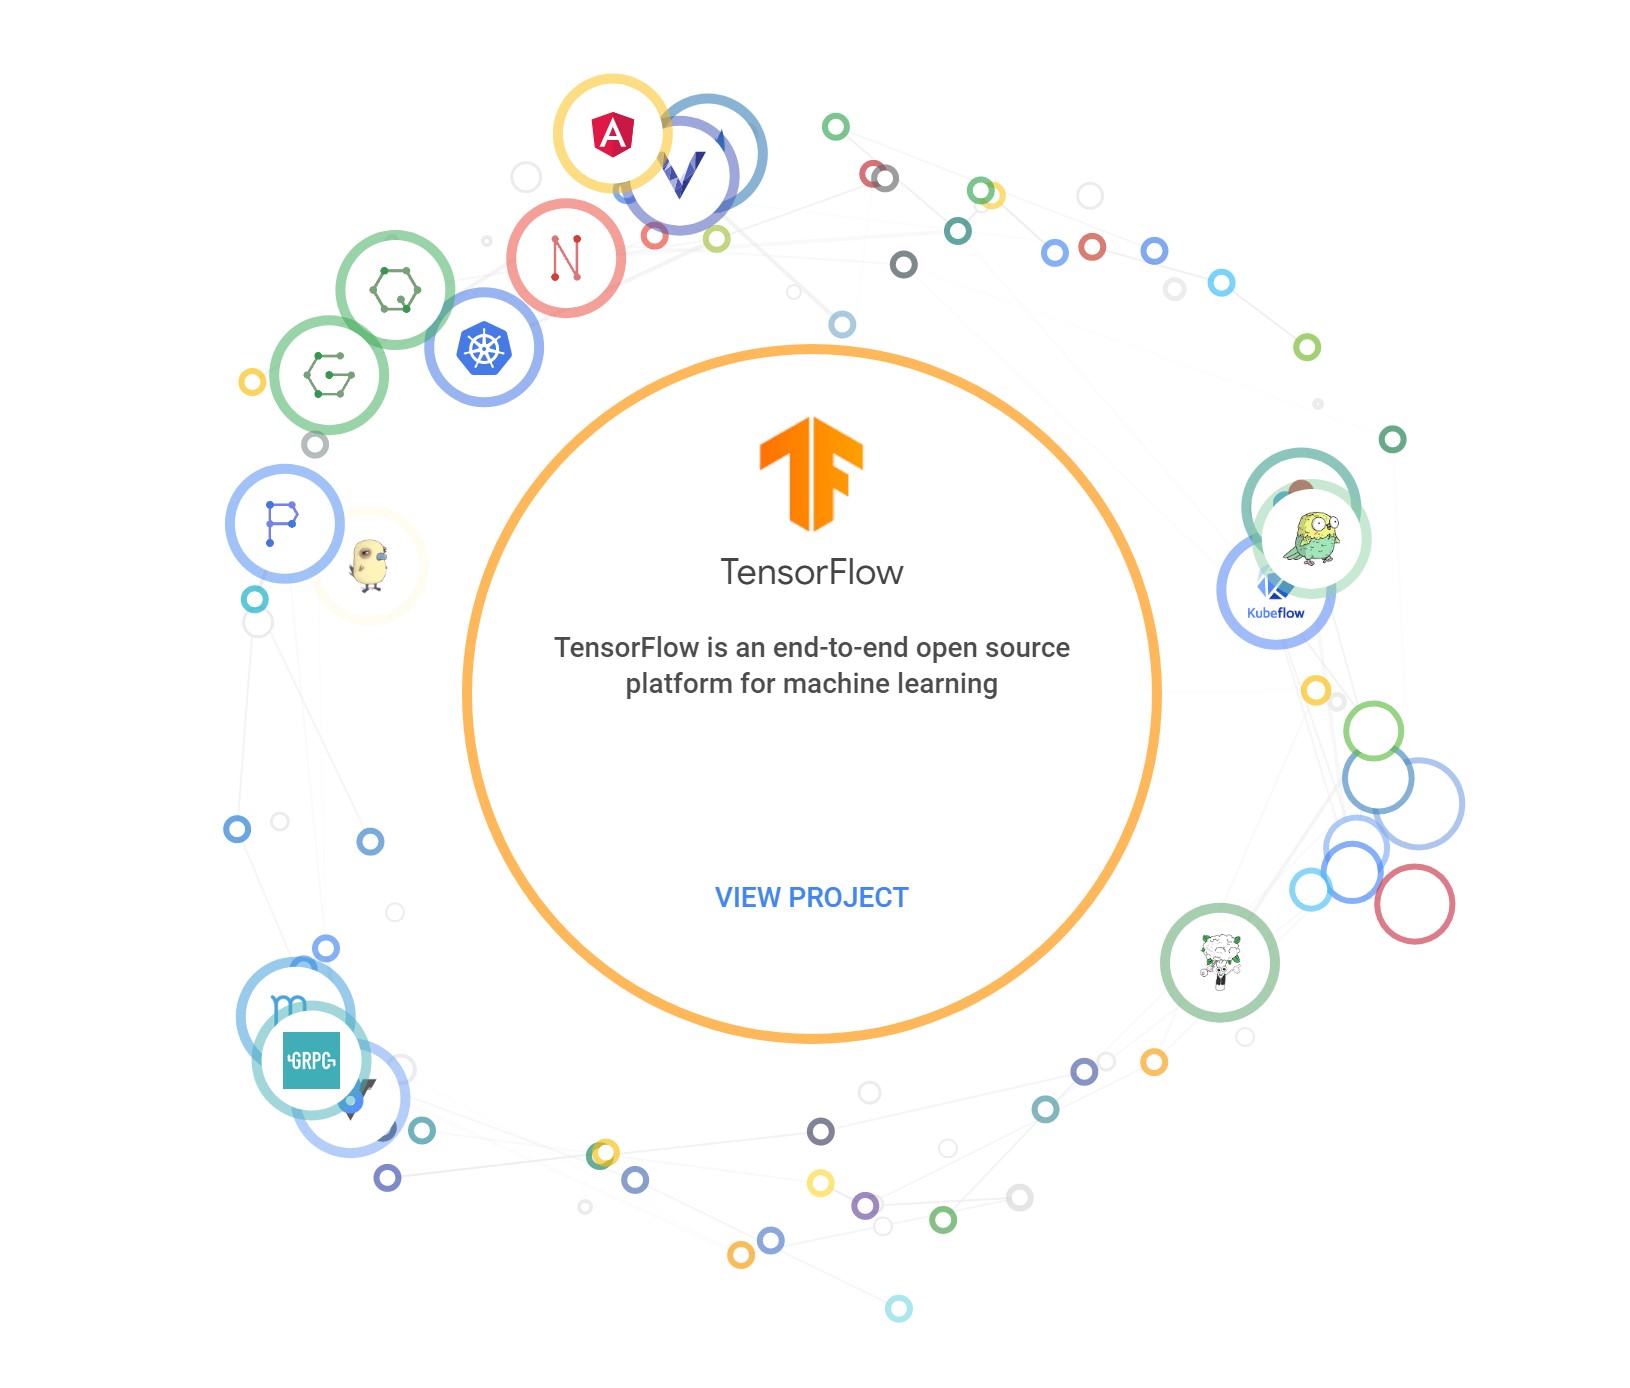 TensorFlow
TensorFlow is an end-to-end open source
platform for machine learning
VIEW PROJECT
Kubeflow
GRPC
m